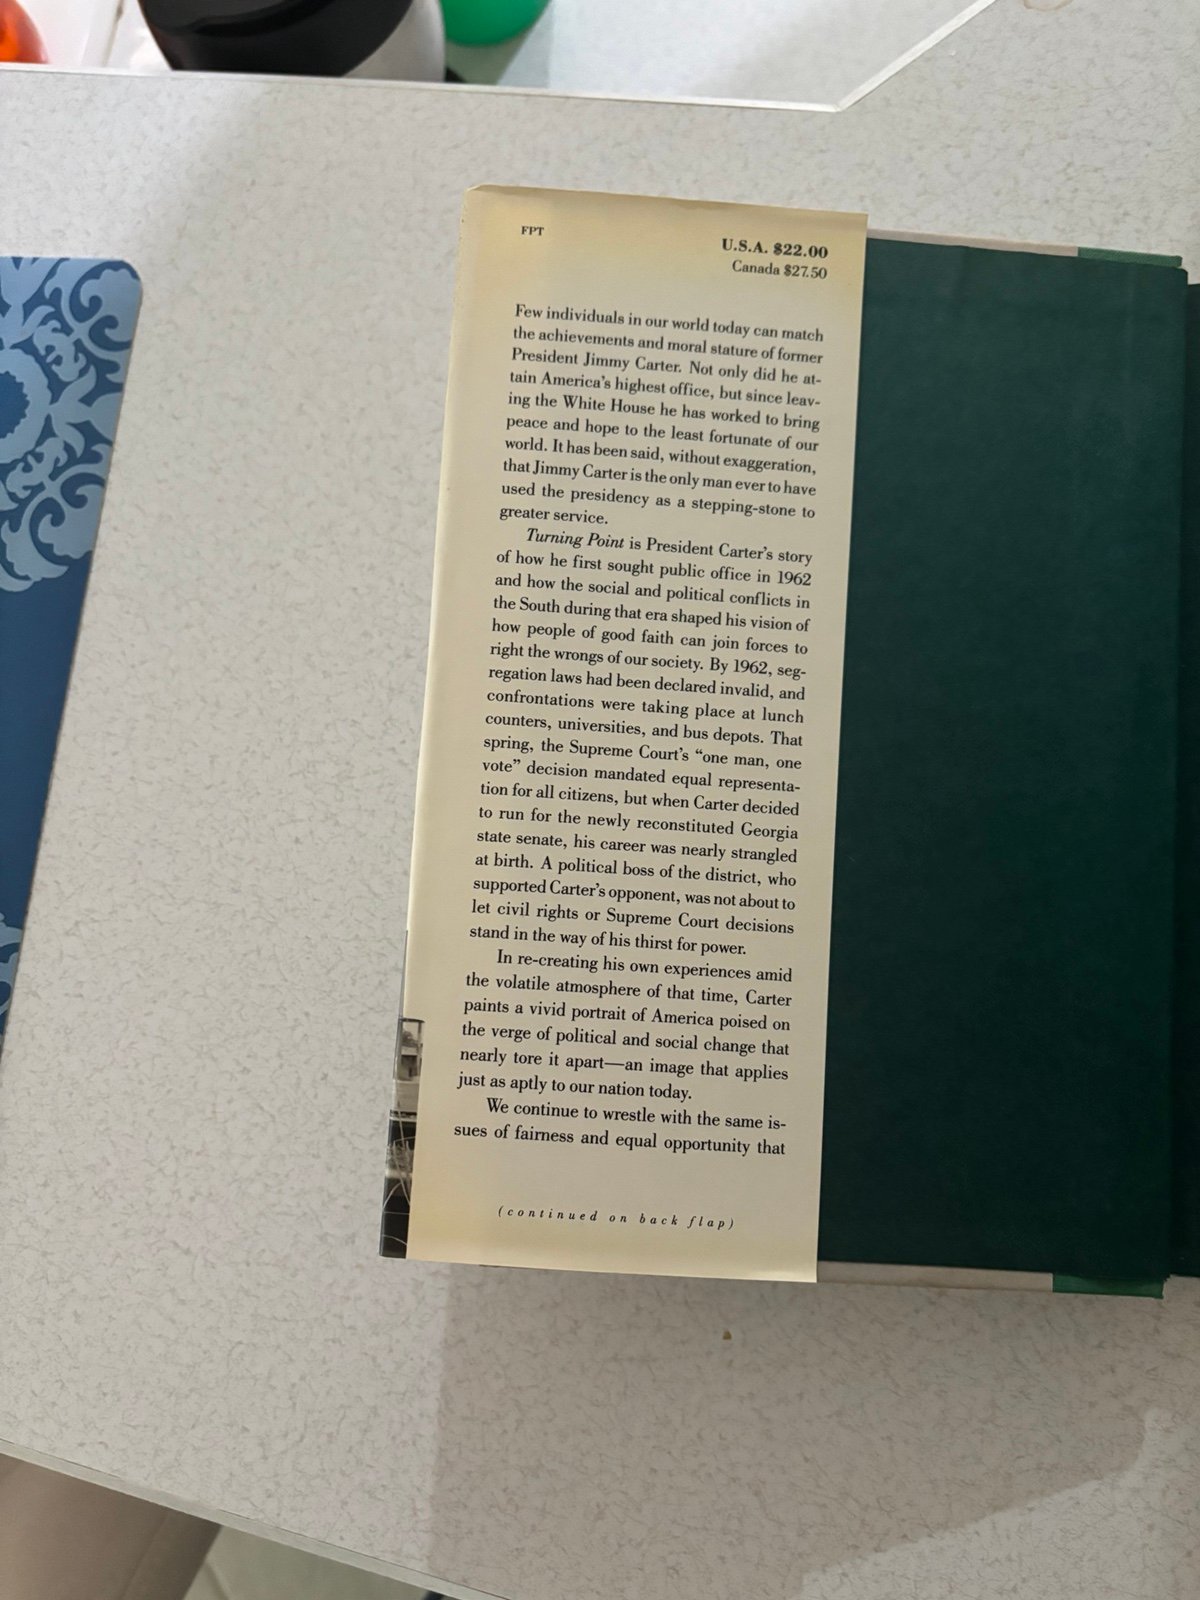 FPT
U.S.A. $22.00
Canada $27.50
Few individuals in our world today can match
the achievements and moral stature of former
President Jimmy Carter. Not only did he at-
tain America's highest office, but since leav-
ing the White House he has worked to bring
peace and hope to the least fortunate of our
world. It has been said, without exaggeration,
that Jimmy Carter is the only man ever to have
used the presidency as a stepping-stone to
greater service.
Turning Point is President Carter's story
of how he first sought public office in 1962
and how the social and political conflicts in
the South during that era shaped his vision of
how people of good faith can join forces to
right the wrongs of our society. By 1962, seg-
regation laws had been declared invalid, and
confrontations were taking place at lunch
counters, universities, and bus depots. That
spring, the Supreme Court's “one man, one
vote” decision mandated equal representa-
tion for all citizens, but when Carter decided
to run for the newly reconstituted Georgia
state senate, his career was nearly strangled
at birth. A political boss of the district, who
supported Carter's opponent, was not about to
let civil rights or Supreme Court decisions
stand in the way of his thirst for power.
In re-creating his own experiences amid
the volatile atmosphere of that time, Carter
paints a vivid portrait of America poised on
the verge of political and social change that
nearly tore it apart—an image that applies
just as aptly to our nation today.
We continue to wrestle with the same is-
sues of fairness and equal opportunity that
(continued on back flap)